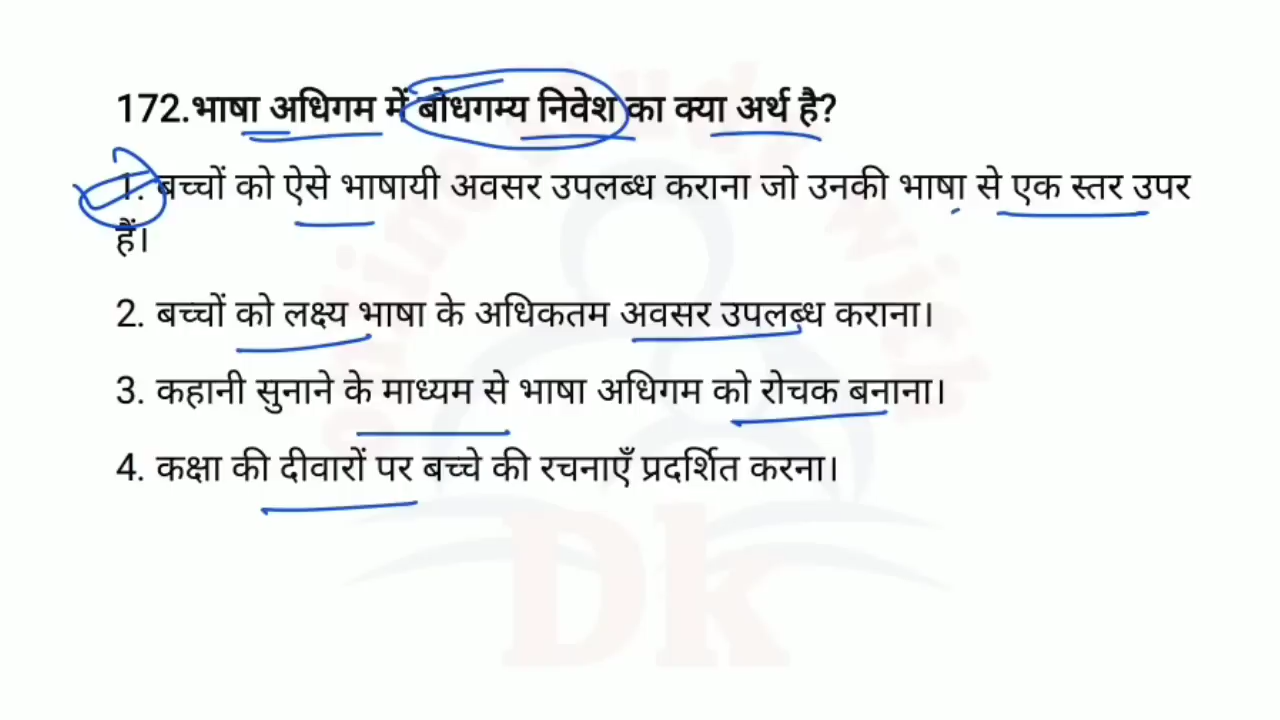 172.भाषा अधिगम में बोधगम्य निवेश का क्या अर्थ है?
1. बच्चों को ऐसे भाषायी अवसर उपलब्ध कराना जो उनकी भाषा से एक स्तर उपर
हैं।
2. बच्चों को लक्ष्य भाषा के अधिकतम अवसर उपलब्ध कराना।
3. कहानी सुनाने के माध्यम से भाषा अधिगम को रोचक बनाना।
4. कक्षा की दीवारों पर बच्चे की रचनाएँ प्रदर्शित करना।
Dk